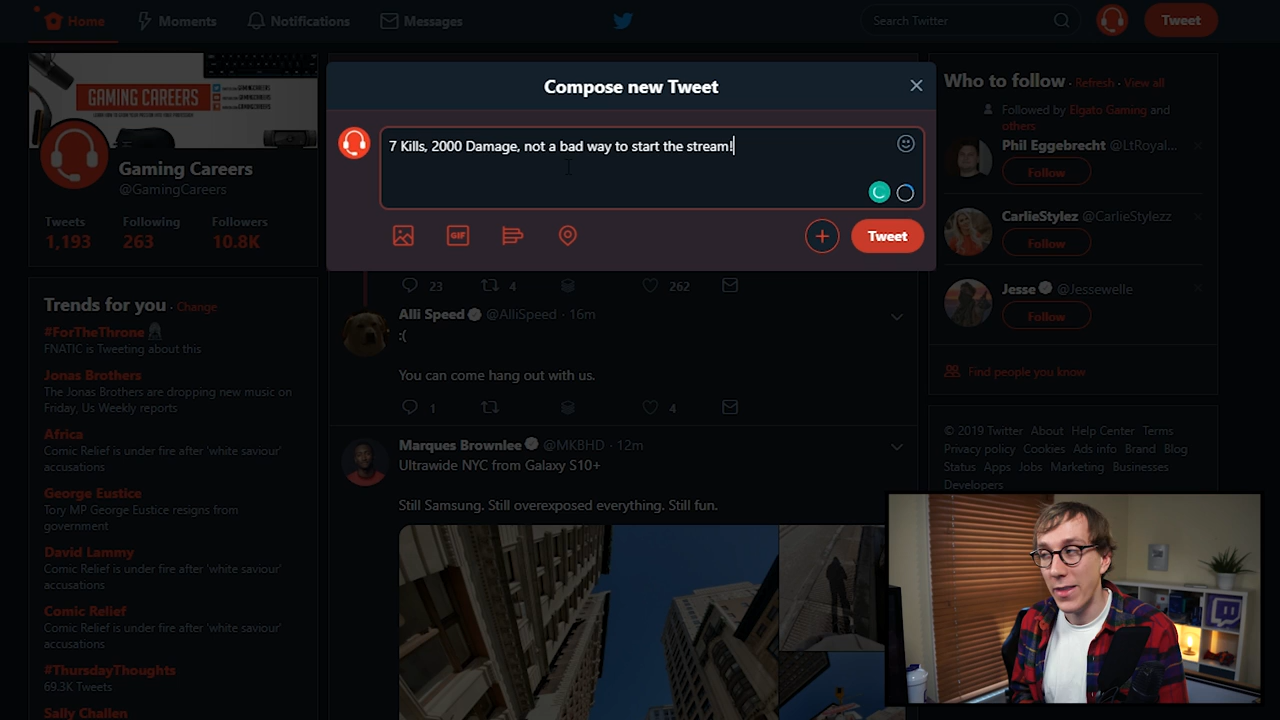 Home
Moments
Notifications
Messages
Search Twitter
Tweet
Compose new Tweet
7 Kills, 2000 Damage, not a bad way to start the stream!
GIF
Tweet
GAMING CAREERS
Gaming Careers
@GamingCareers
Tweets
Following
Followers
1,193
263
10.8K
Trends for you · Change
#ForTheThrone
FNATIC is Tweeting about this
Jonas Brothers
The Jonas Brothers are dropping new music on
Friday, Us Weekly reports
Africa
Comic Relief is under fire after 'white saviour'
accusations
George Eustice
Tory MP George Eustice resigns from
government
David Lammy
Comic Relief is under fire after 'white saviour'
accusations
Comic Relief
Comic Relief is under fire after 'white saviour'
accusations
#ThursdayThoughts
69.3K Tweets
Sally Challen
23
4
262
Alli Speed @AlliSpeed · 16m
:(
You can come hang out with us.
1
4
Marques Brownlee @MKBHD · 12m
Ultrawide NYC from Galaxy S10+
Still Samsung. Still overexposed everything. Still fun.
Who to follow · Refresh · View all
Followed by Elgato Gaming and
others
Phil Eggebrecht @LtRoyal...
Follow
CarlieStylez @CarlieStylezz
Follow
Jesse @Jessewelle
Follow
Find people you know
© 2019 Twitter About Help Center Terms
Privacy policy Cookies Ads info Brand Blog
Status Apps Jobs Marketing Businesses
Developers